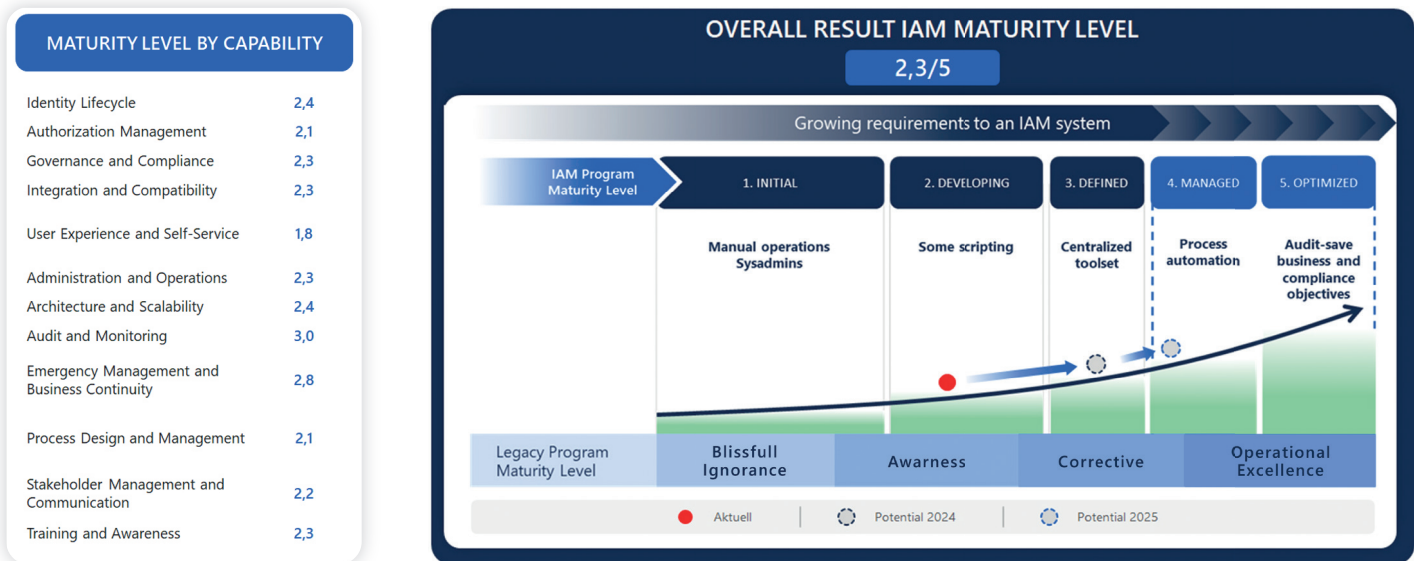 MATURITY LEVEL BY CAPABILITY
Identity Lifecycle 2,4
Authorization Management 2,1
Governance and Compliance 2,3
Integration and Compatibility 2,3
User Experience and Self-Service 1,8
Administration and Operations 2,3
Architecture and Scalability 2,4
Audit and Monitoring 3,0
Emergency Management and
Business Continuity 2,8
Process Design and Management 2,1
Stakeholder Management and
Communication 2,2
Training and Awareness 2,3
OVERALL RESULT IAM MATURITY LEVEL
2,3/5
Growing requirements to an IAM system
IAM Program
Maturity Level
1. INITIAL
2. DEVELOPING
3. DEFINED
4. MANAGED
5. OPTIMIZED
Manual operations
Sysadmins
Some scripting
Centralized
toolset
Process
automation
Audit-save
business and
compliance
objectives
Legacy Program
Maturity Level
Blissfull
Ignorance
Awarness
Corrective
Operational
Excellence
Aktuell
Potential 2024
Potential 2025